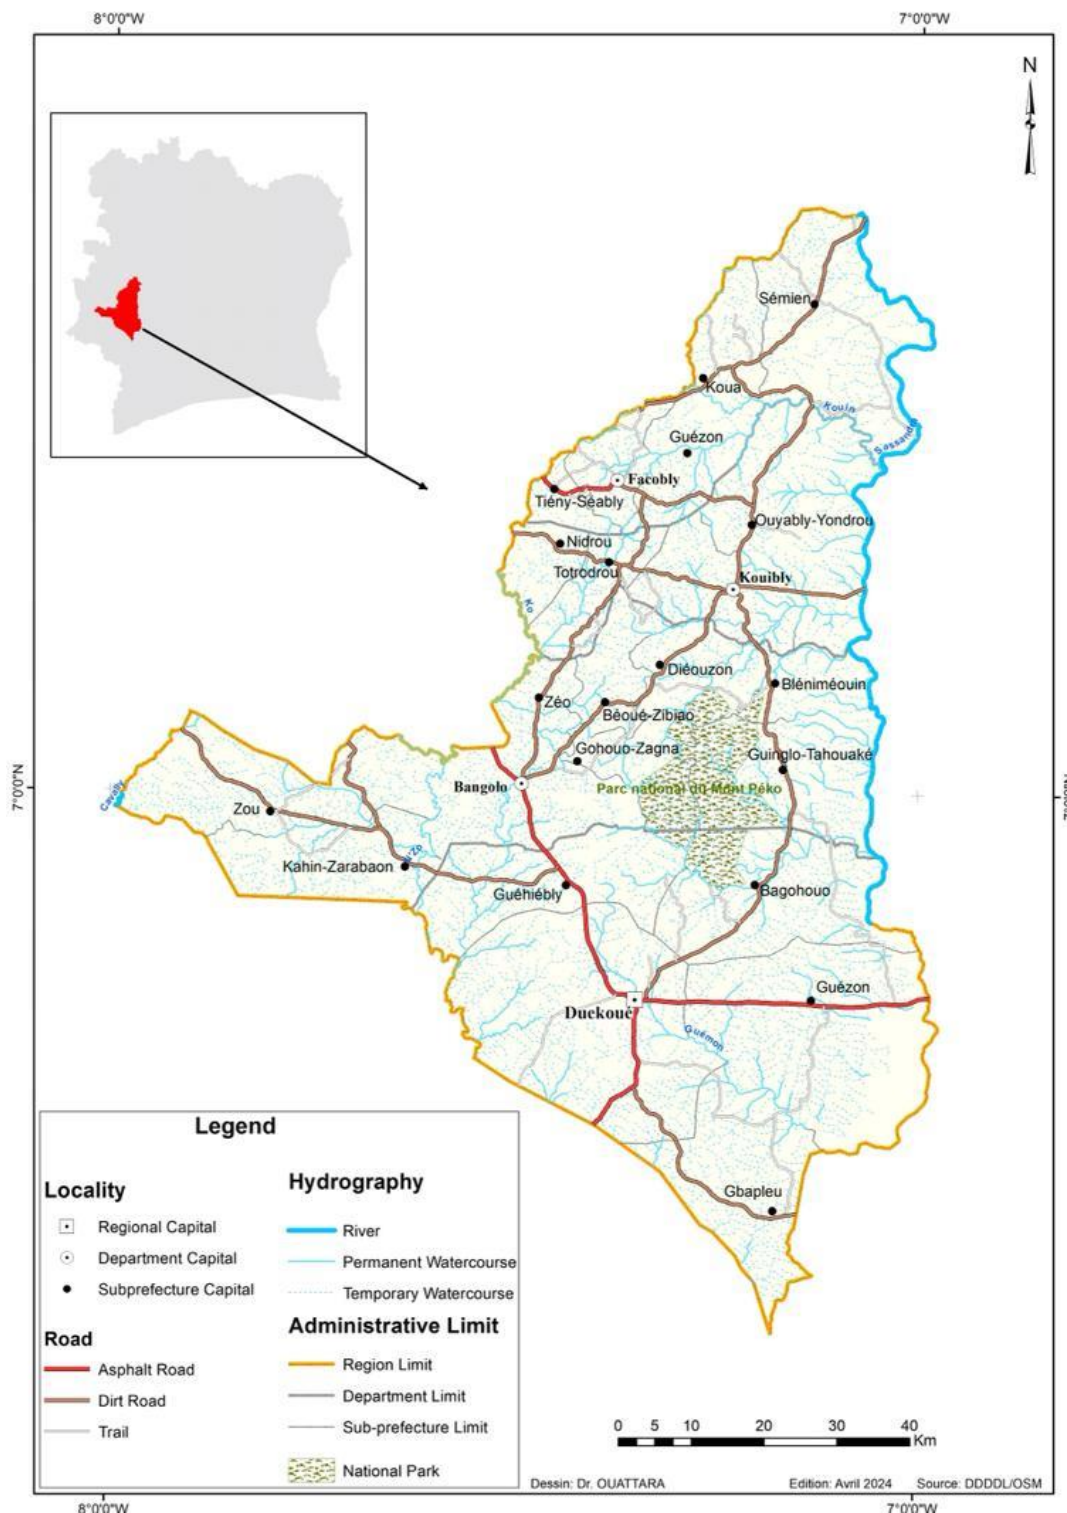 8°0'0"W
7°0'0"W
N
Sémien
Koua
Kouin
Sassandra
Guézon
Facobly
Tiény-Séably
Ouyably-Yondrou
Nidrou
Totrodrou
Kouibly
Ko
Diéouzon
Bléniméouin
Zéo
Béoué-Zibiao
Gohouo-Zagna
Guinglo-Tahouaké
Bangolo
Parc national du Mont Péko
7°0'0"N
7°0'0"N
Cavally
Zou
Kahin-Zarabaon
N'Zo
Guéhiébly
Bagohouo
Guézon
Duekoué
Guémon
Gbapleu
Legend
Locality
Regional Capital
Department Capital
Subprefecture Capital
Road
Asphalt Road
Dirt Road
Trail
Hydrography
River
Permanent Watercourse
Temporary Watercourse
Administrative Limit
Region Limit
Department Limit
Sub-prefecture Limit
National Park
0 5 10 20 30 40
Km
Dessin: Dr. OUATTARA Edition: Avril 2024 Source: DDDDL/OSM
8°0'0"W
7°0'0"W